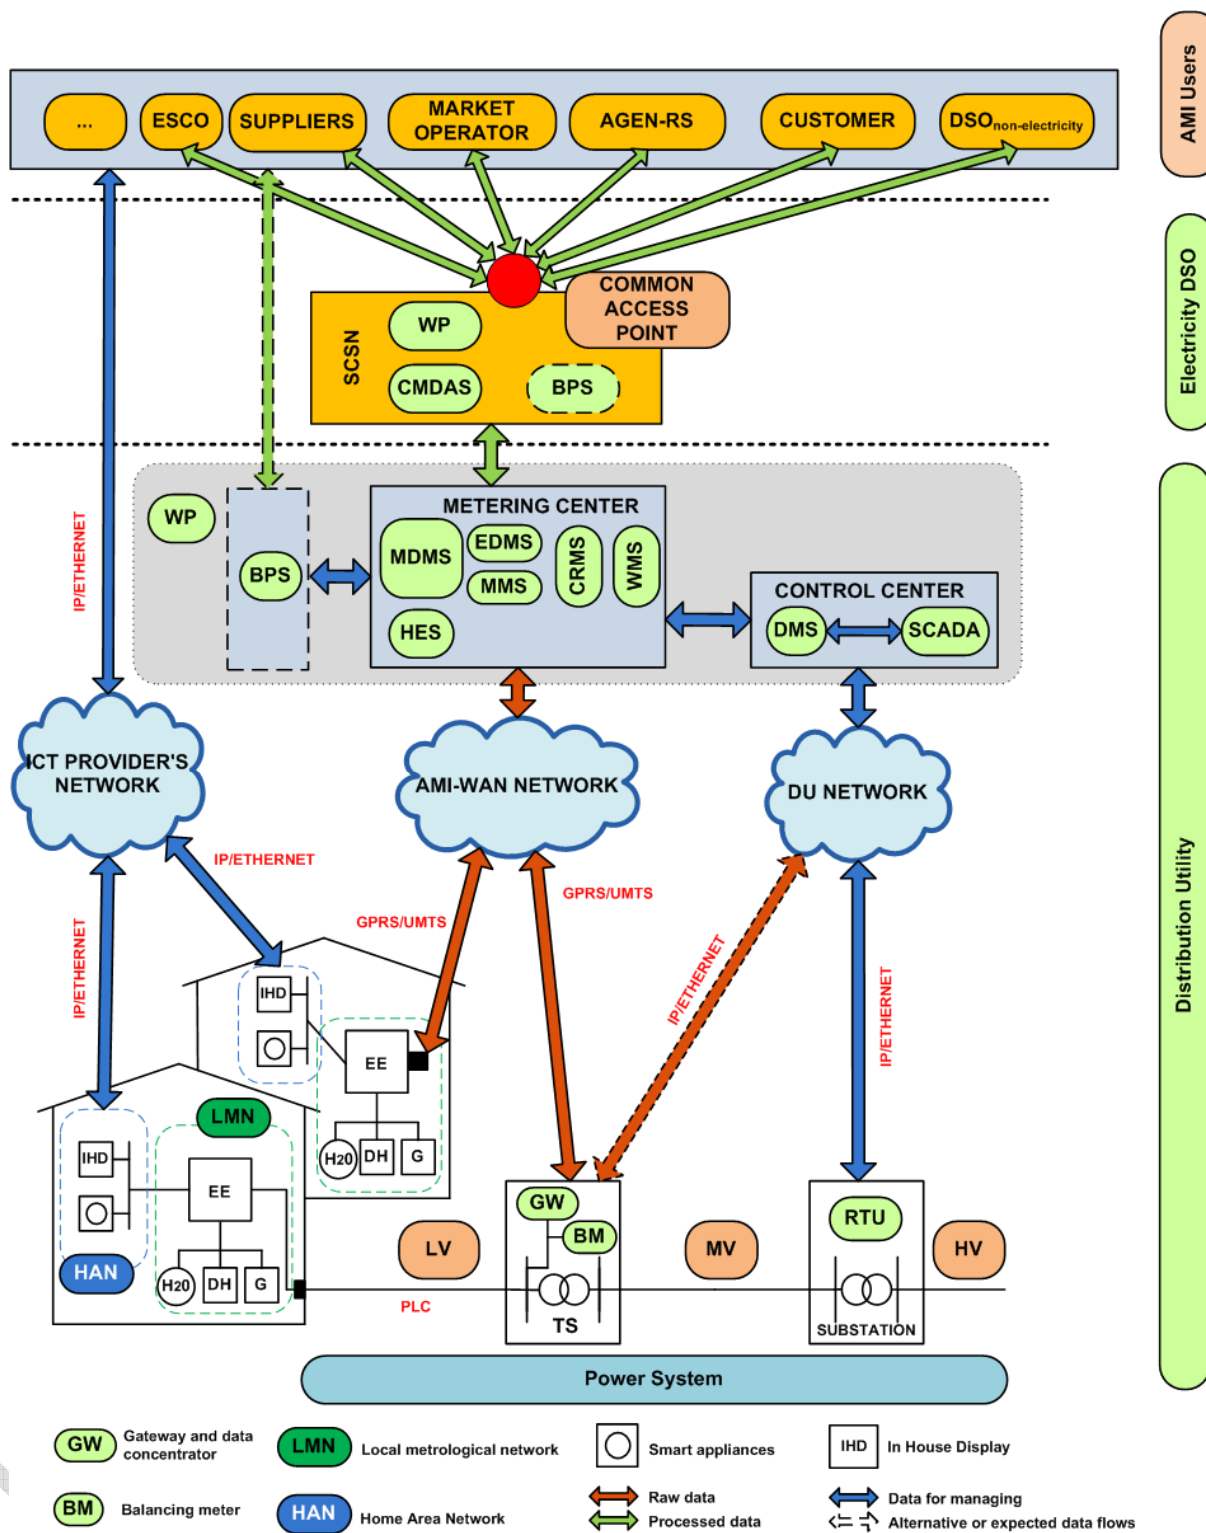 AMI Users
...
ESCO
SUPPLIERS
MARKET
OPERATOR
AGEN-RS
CUSTOMER
DSOnon-electricity
Electricity DSO
COMMON
ACCESS
POINT
SCSN
WP
CMDAS
BPS
Distribution Utility
IP/ETHERNET
WP
BPS
METERING CENTER
MDMS
EDMS
MMS
CRMS
WMS
HES
CONTROL CENTER
DMS
SCADA
ICT PROVIDER'S
NETWORK
AMI-WAN NETWORK
DU NETWORK
IP/ETHERNET
IP/ETHERNET
GPRS/UMTS
GPRS/UMTS
IP/ETHERNET
IP/ETHERNET
IHD
EE
H20
DH
G
LMN
IHD
EE
HAN
H20
DH
G
LV
PLC
GW
BM
TS
MV
RTU
SUBSTATION
HV
Power System
GW
Gateway and data
concentrator
LMN
Local metrological network
Smart appliances
IHD
In House Display
BM
Balancing meter
HAN
Home Area Network
Raw data
Processed data
Data for managing
Alternative or expected data flows